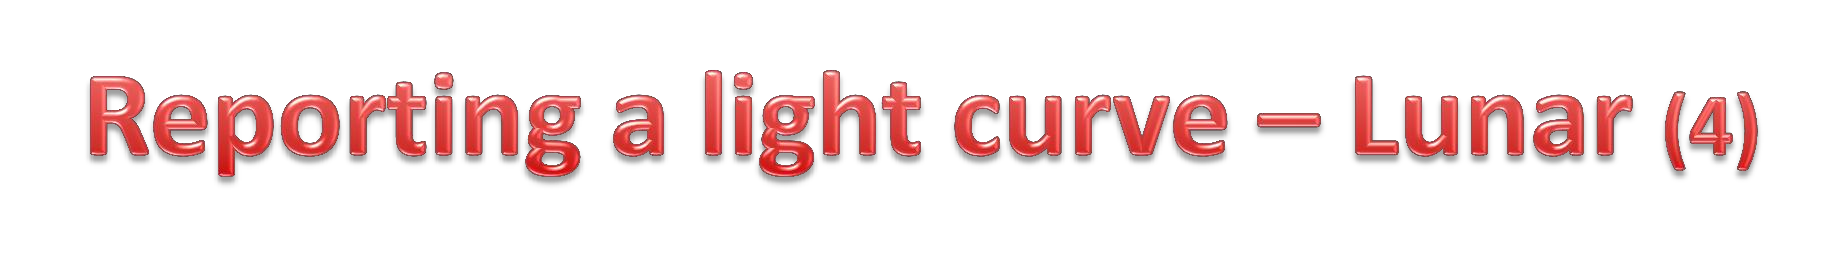 Reporting a light curve – Lunar (4)